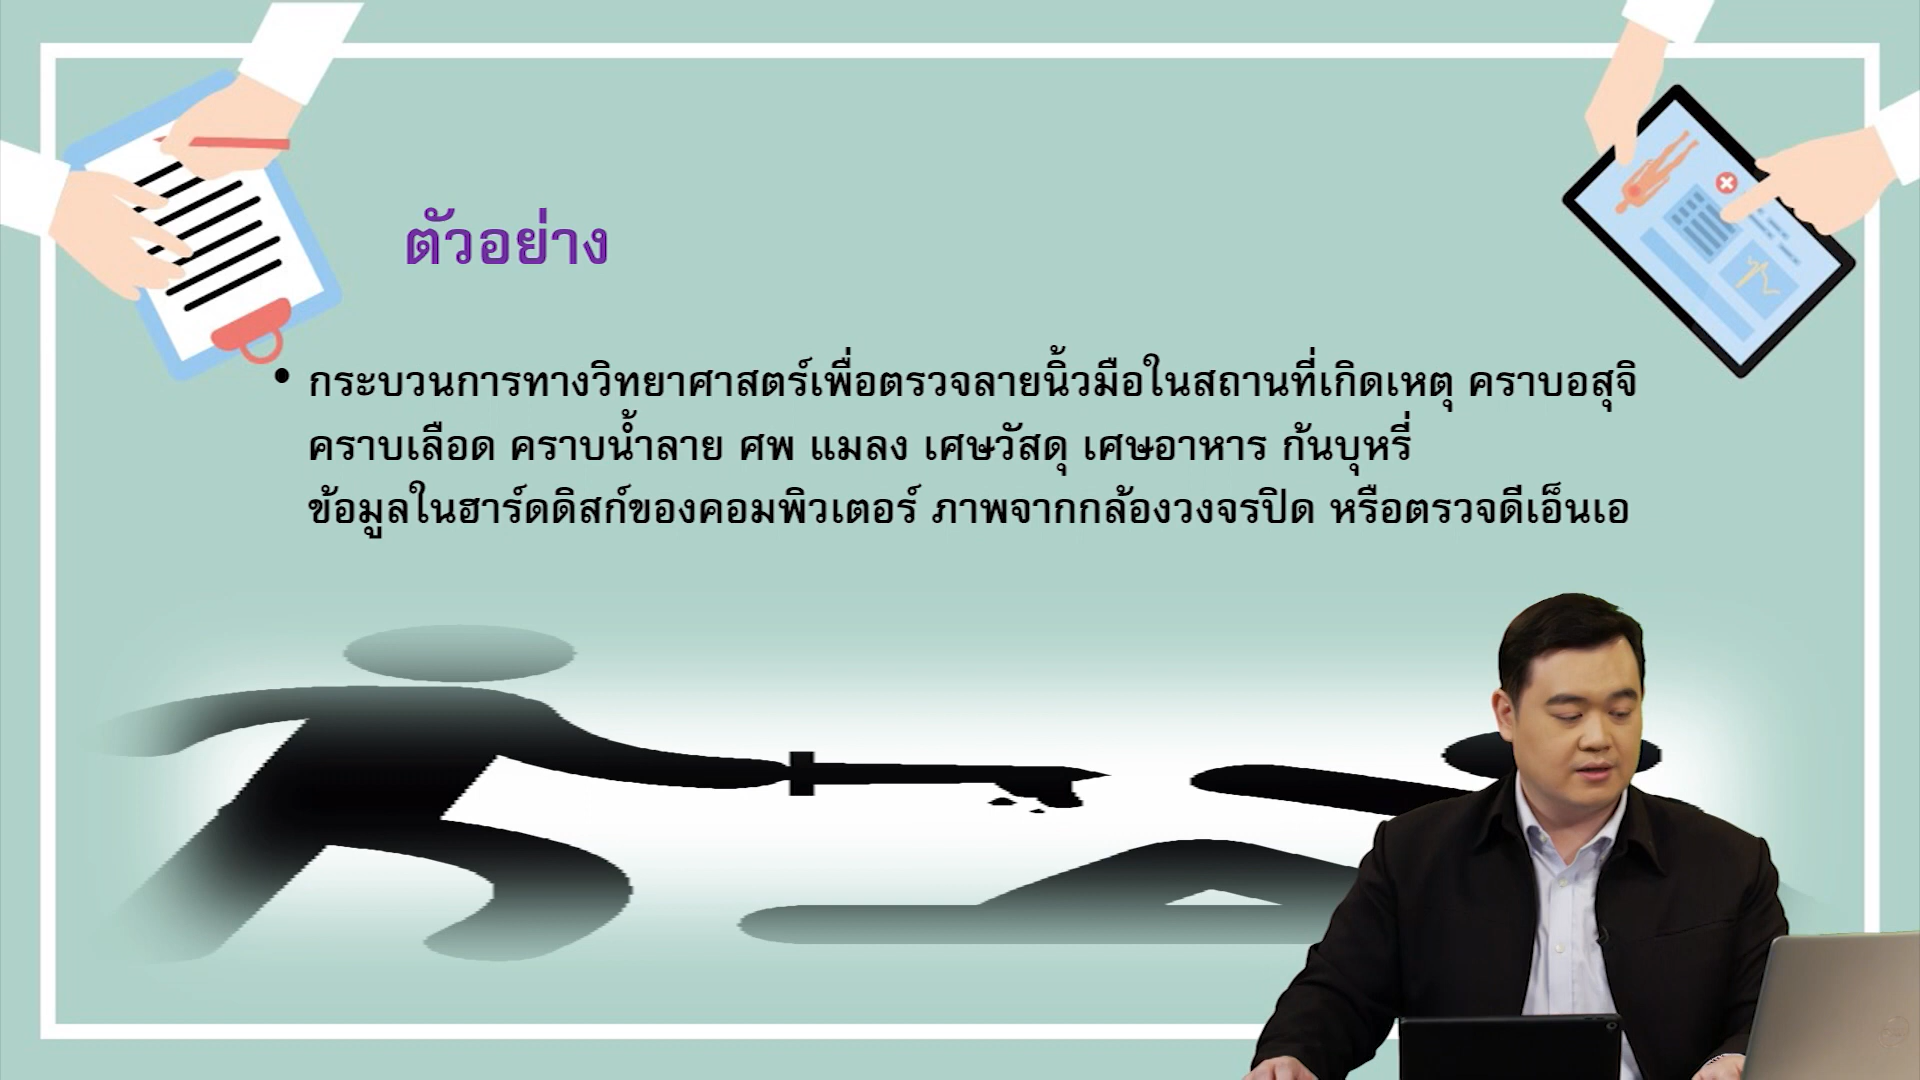 ตัวอย่าง
• กระบวนการทางวิทยาศาสตร์เพื่อตรวจลายนิ้วมือในสถานที่เกิดเหตุ คราบอสุจิ
คราบเลือด คราบน้ำลาย ศพ แมลง เศษวัสดุ เศษอาหาร ก้นบุหรี่
ข้อมูลในฮาร์ดดิสก์ของคอมพิวเตอร์ ภาพจากกล้องวงจรปิด หรือตรวจดีเอ็นเอ